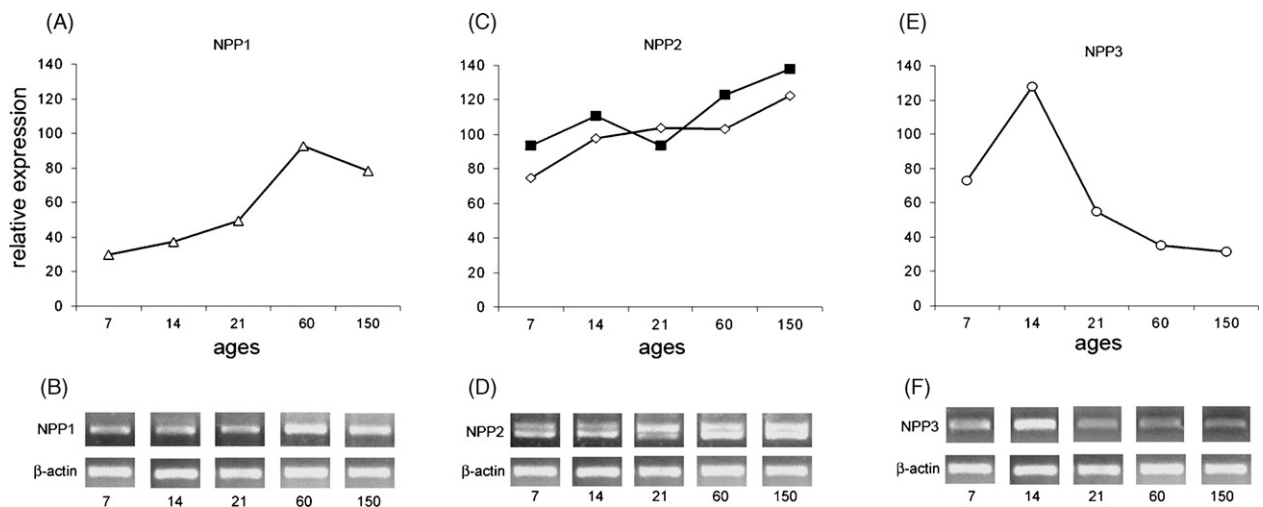 (A)
NPP1
relative expression
140
120
100
80
60
40
20
0
7 14 21 60 150
ages
(C)
NPP2
140
120
100
80
60
40
20
0
7 14 21 60 150
ages
(E)
NPP3
140
120
100
80
60
40
20
0
7 14 21 60 150
ages
(B)
NPP1
β-actin
7 14 21 60 150
(D)
NPP2
β-actin
7 14 21 60 150
(F)
NPP3
β-actin
7 14 21 60 150